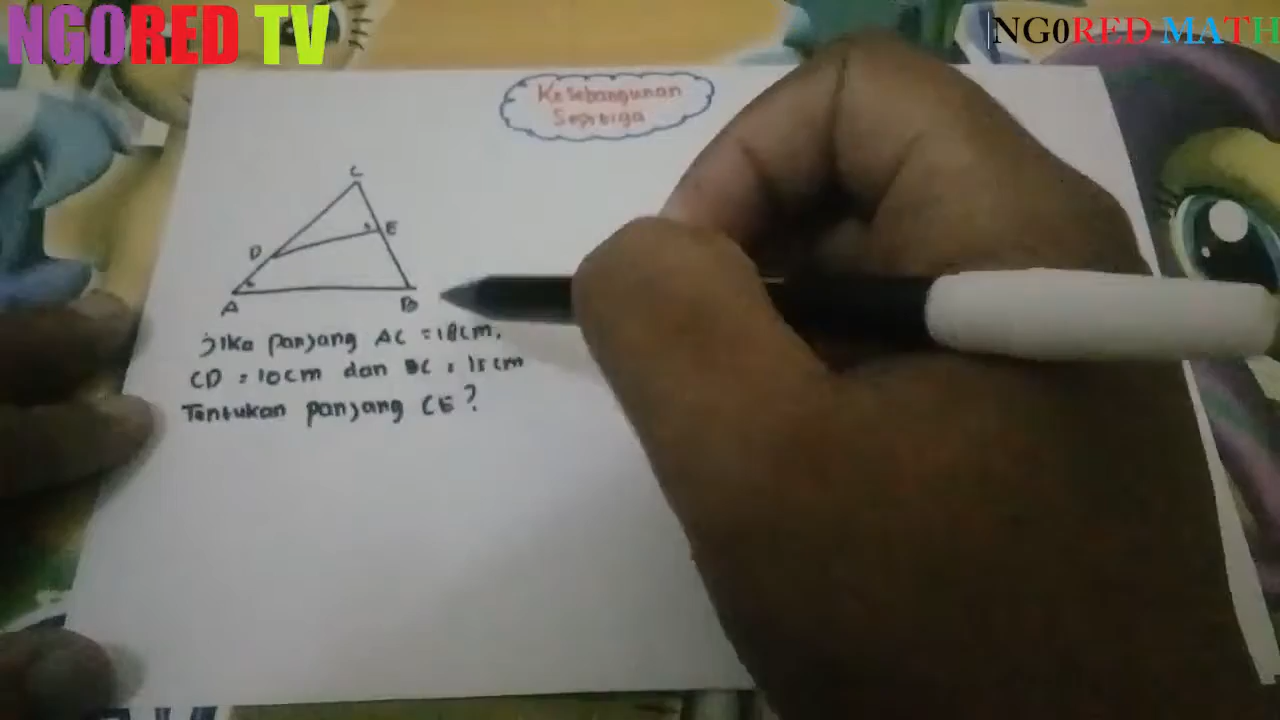 NGORED TV
NG0RED MATH
Kesebangunan
Segitiga
C
D
E
A
B
Jika panjang AC = 18cm,
CD = 10cm dan BC = 15cm
Tentukan panjang CE?